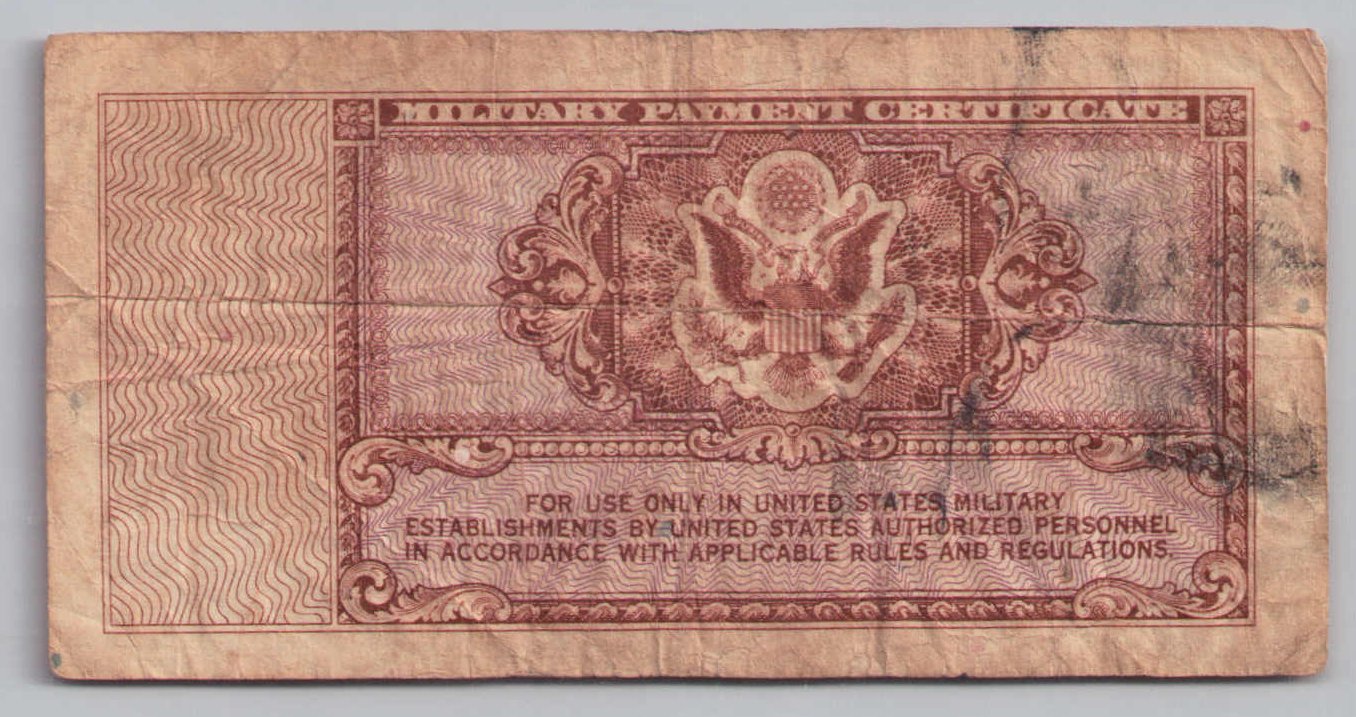 MILITARY PAYMENT CERTIFICATE
FOR USE ONLY IN UNITED STATES MILITARY
ESTABLISHMENTS BY UNITED STATES AUTHORIZED PERSONNEL
IN ACCORDANCE WITH APPLICABLE RULES AND REGULATIONS.